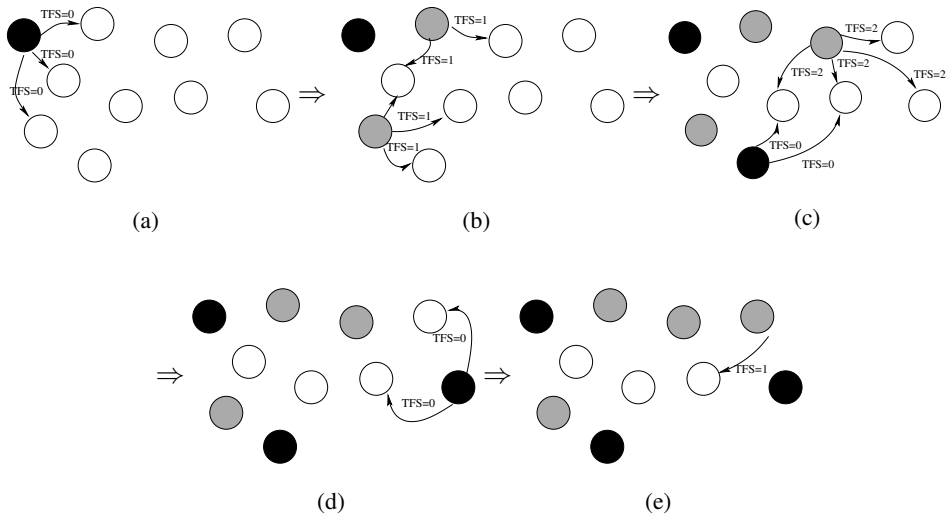 TFS=0
TFS=0
TFS=0
(a)
⇒
TFS=1
TFS=1
TFS=1
TFS=1
(b)
⇒
TFS=2
TFS=2
TFS=2
TFS=2
TFS=0
TFS=0
(c)
⇒
TFS=0
TFS=0
(d)
⇒
TFS=1
(e)